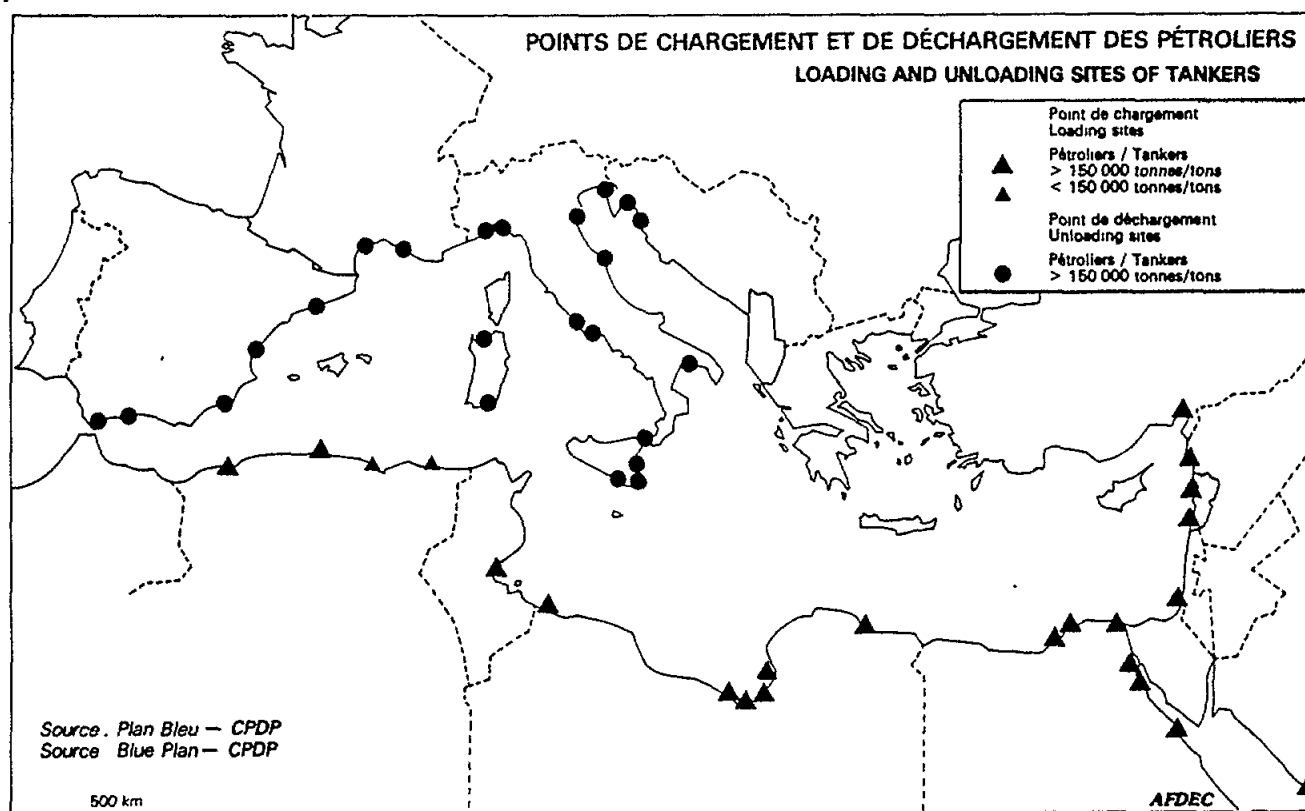 POINTS DE CHARGEMENT ET DE DÉCHARGEMENT DES PÉTROLIERS
LOADING AND UNLOADING SITES OF TANKERS
Point de chargement
Loading sites
Pétroliers / Tankers
> 150 000 tonnes/tons
< 150 000 tonnes/tons
Point de déchargement
Unloading sites
Pétroliers / Tankers
> 150 000 tonnes/tons
Source . Plan Bleu — CPDP
Source Blue Plan — CPDP
500 km
AFDEC